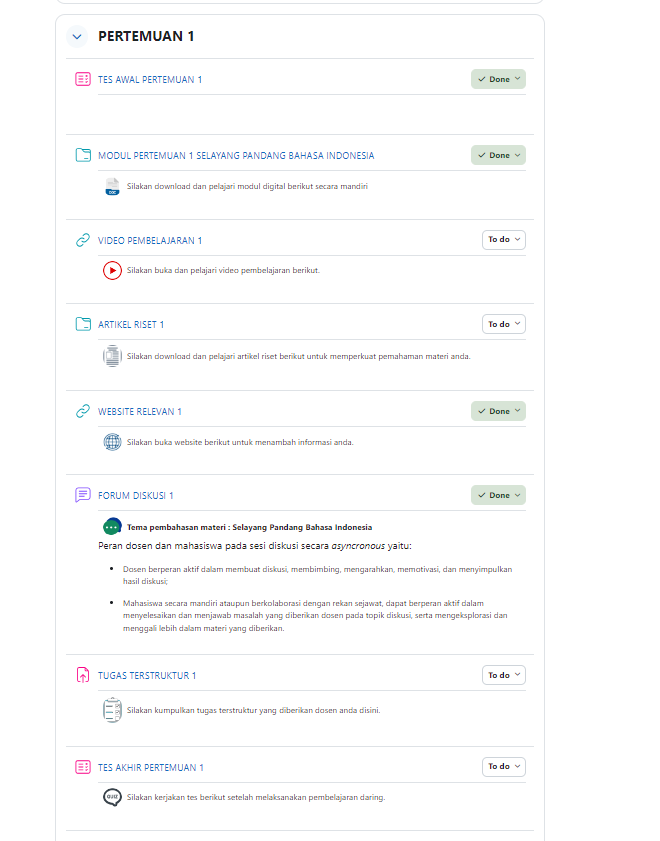 PERTEMUAN 1
TES AWAL PERTEMUAN 1
Done
MODUL PERTEMUAN 1 SELAYANG PANDANG BAHASA INDONESIA
Done
Silakan download dan pelajari modul digital berikut secara mandiri
VIDEO PEMBELAJARAN 1
To do
Silakan buka dan pelajari video pembelajaran berikut.
ARTIKEL RISET 1
To do
Silakan download dan pelajari artikel riset berikut untuk memperkuat pemahaman materi anda.
WEBSITE RELEVAN 1
Done
Silakan buka website berikut untuk menambah informasi anda.
FORUM DISKUSI 1
Done
Tema pembahasan materi : Selayang Pandang Bahasa Indonesia
Peran dosen dan mahasiswa pada sesi diskusi secara asyncronous yaitu:
Dosen berperan aktif dalam membuat diskusi, membimbing, mengarahkan, memotivasi, dan menyimpulkan
hasil diskusi;
Mahasiswa secara mandiri ataupun berkolaborasi dengan rekan sejawat, dapat berperan aktif dalam
menyelesaikan dan menjawab masalah yang diberikan dosen pada topik diskusi, serta mengeksplorasi dan
menggali lebih dalam materi yang diberikan.
TUGAS TERSTRUKTUR 1
To do
Silakan kumpulkan tugas terstruktur yang diberikan dosen anda disini.
TES AKHIR PERTEMUAN 1
To do
QUIZ
Silakan kerjakan tes berikut setelah melaksanakan pembelajaran daring.